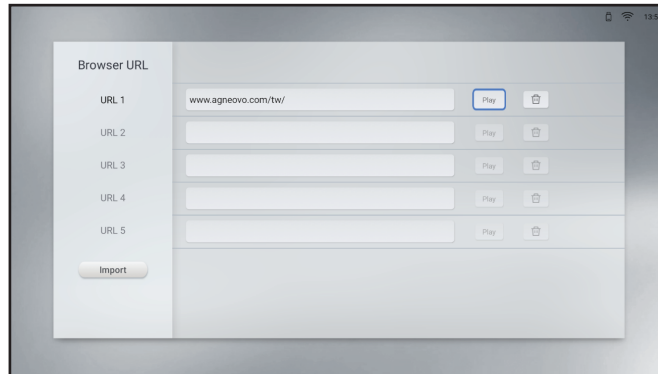 Browser URL
URL 1 www.agneovo.com/tw/ Play
URL 2 Play
URL 3 Play
URL 4 Play
URL 5 Play
Import